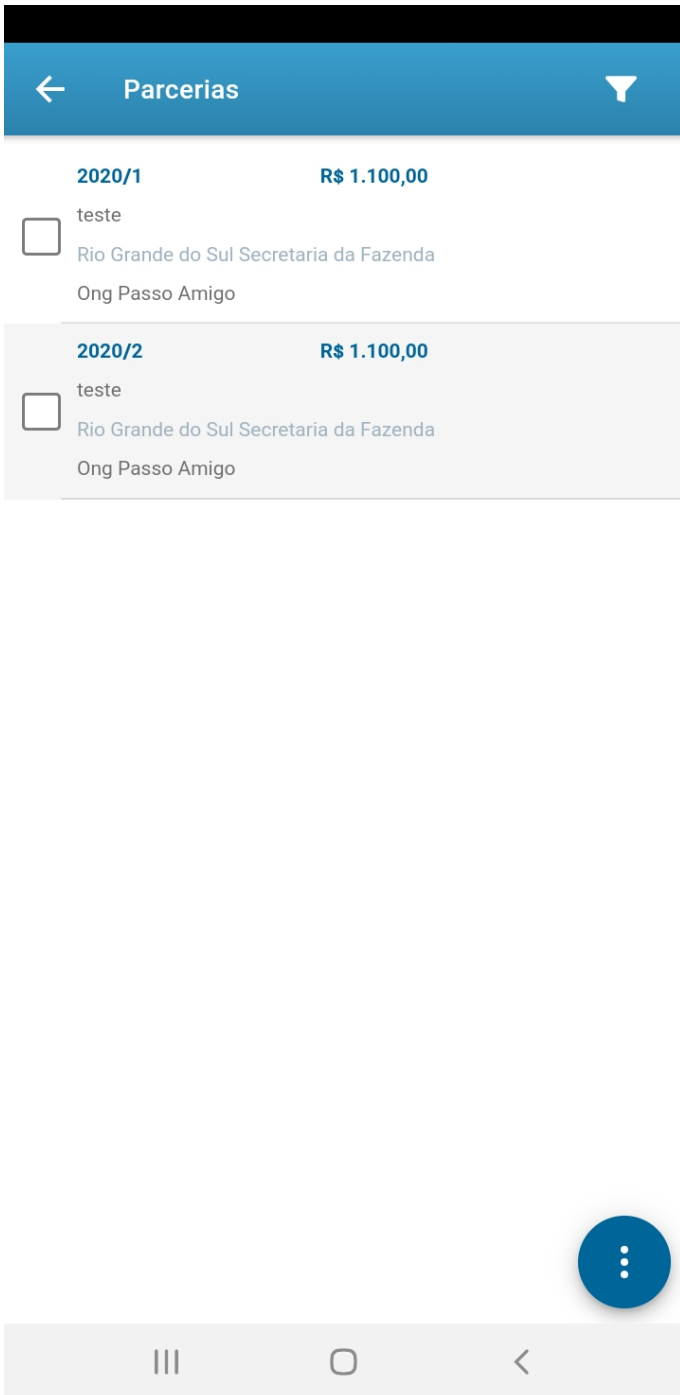 Parcerias
2020/1 R$ 1.100,00
teste
Rio Grande do Sul Secretaria da Fazenda
Ong Passo Amigo
2020/2 R$ 1.100,00
teste
Rio Grande do Sul Secretaria da Fazenda
Ong Passo Amigo